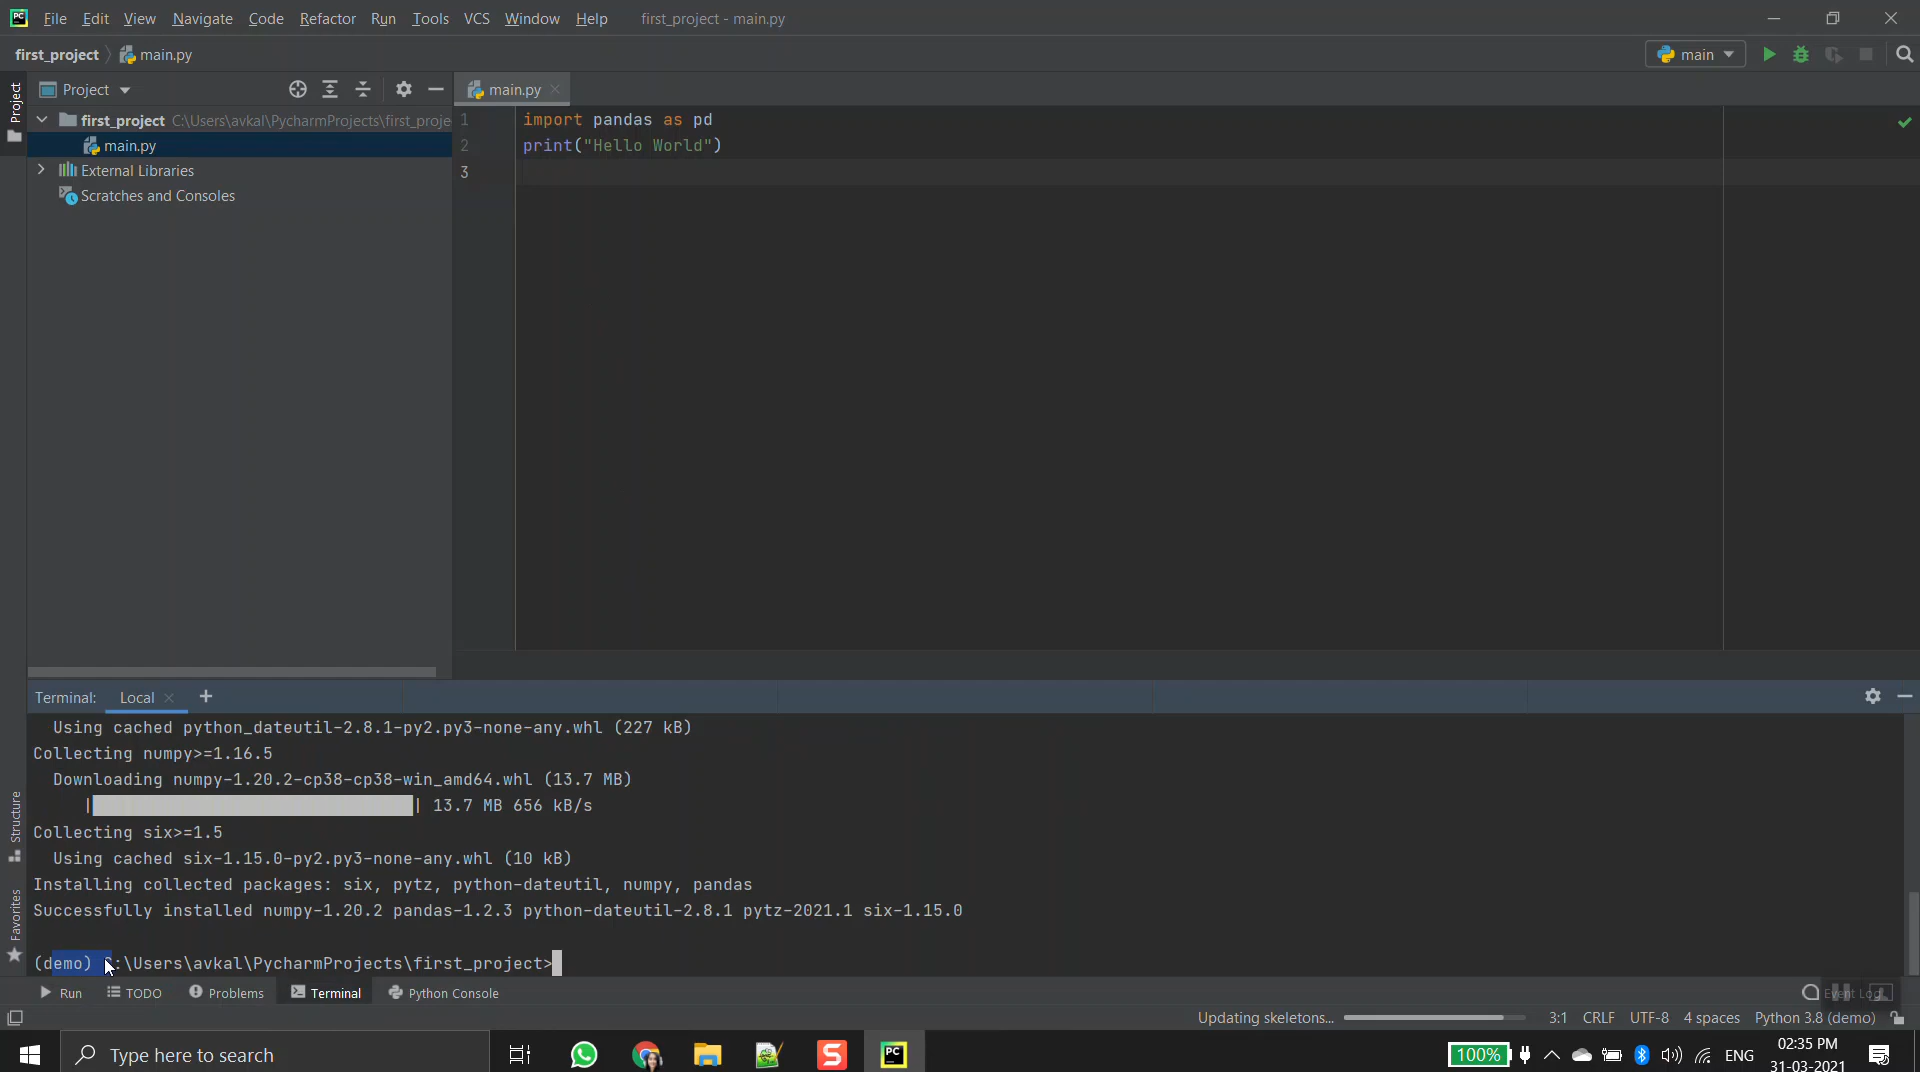 File Edit View Navigate Code Refactor Run Tools VCS Window Help first_project - main.py
first_project main.py main
Project
Project
main.py
first_project C:\Users\avkal\PycharmProjects\first_proje
main.py
External Libraries
Scratches and Consoles
1 import pandas as pd
2 print("Hello World")
3
Terminal: Local
Using cached python_dateutil-2.8.1-py2.py3-none-any.whl (227 kB)
Collecting numpy>=1.16.5
Downloading numpy-1.20.2-cp38-cp38-win_amd64.whl (13.7 MB)
| | 13.7 MB 656 kB/s
Collecting six>=1.5
Using cached six-1.15.0-py2.py3-none-any.whl (10 kB)
Installing collected packages: six, pytz, python-dateutil, numpy, pandas
Successfully installed numpy-1.20.2 pandas-1.2.3 python-dateutil-2.8.1 pytz-2021.1 six-1.15.0
(demo) C:\Users\avkal\PycharmProjects\first_project>
Structure
Favorites
Run TODO Problems Terminal Python Console Event Log
Updating skeletons... 3:1 CRLF UTF-8 4 spaces Python 3.8 (demo)
Type here to search
100% ENG 02:35 PM
31-03-2021